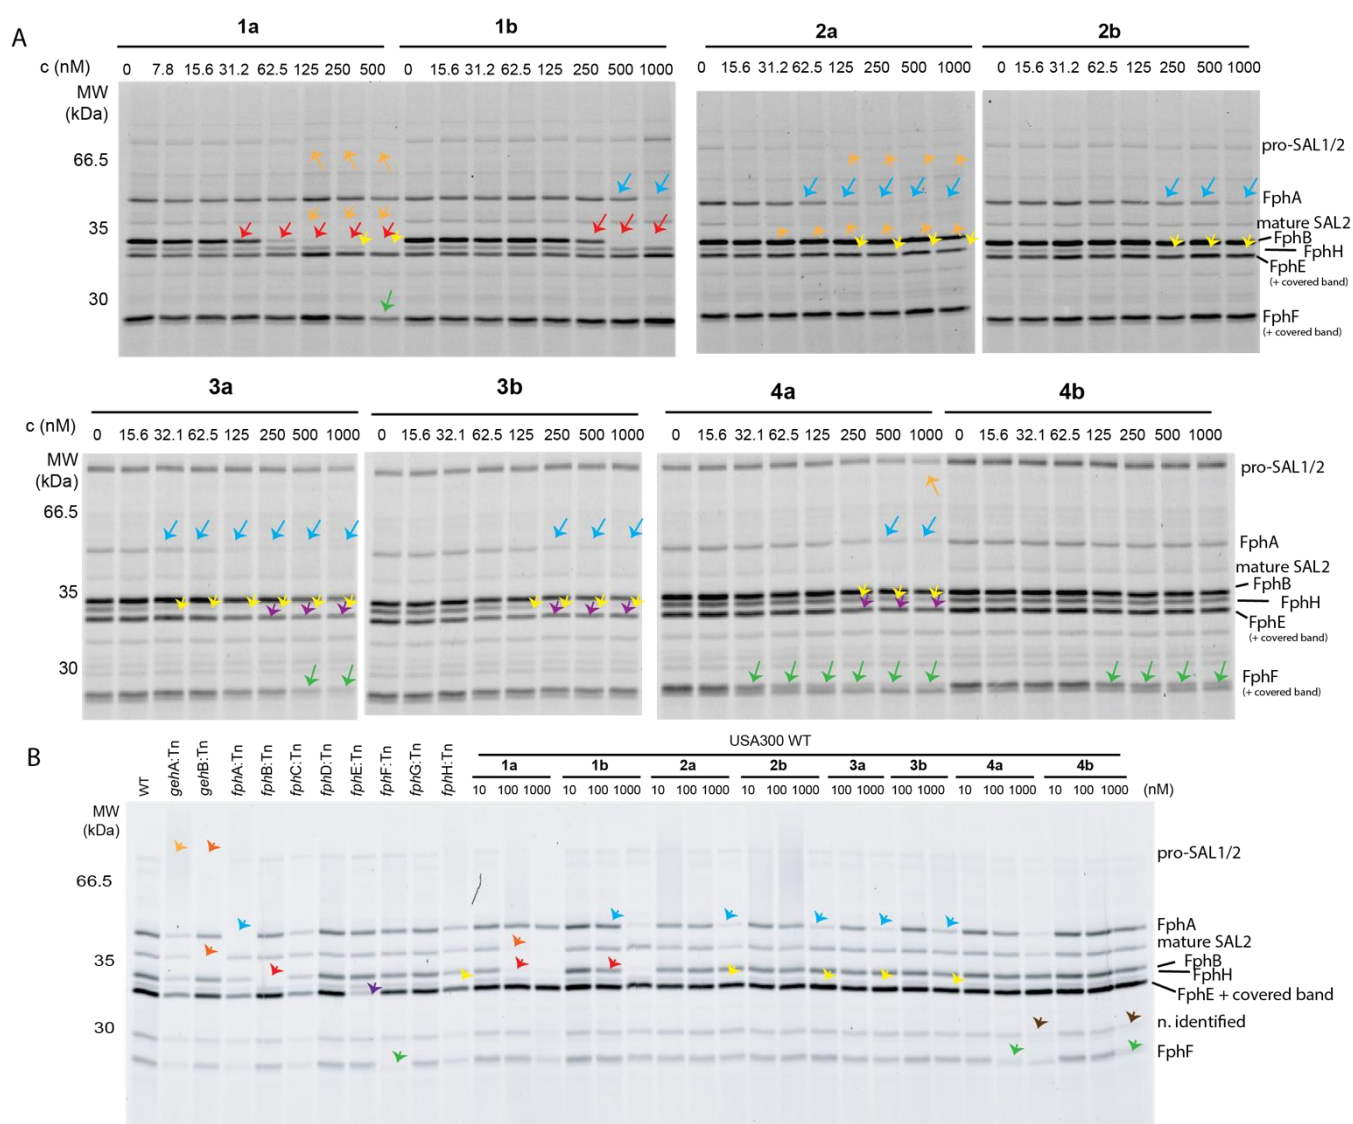 A
1a 1b 2a 2b
c (nM) 0 7.8 15.6 31.2 62.5 125 250 500 0 15.6 31.2 62.5 125 250 500 1000 0 15.6 31.2 62.5 125 250 500 1000 0 15.6 31.2 62.5 125 250 500 1000
MW
(kDa)
66.5
35
30
pro-SAL1/2
FphA
mature SAL2
FphB
FphH
FphE
(+ covered band)
FphF
(+ covered band)
3a 3b 4a 4b
c (nM) 0 15.6 32.1 62.5 125 250 500 1000 0 15.6 32.1 62.5 125 250 500 1000 0 15.6 32.1 62.5 125 250 500 1000 0 15.6 32.1 62.5 125 250 500 1000
MW
(kDa)
66.5
35
30
pro-SAL1/2
FphA
mature SAL2
FphB
FphH
FphE
(+ covered band)
FphF
(+ covered band)
B
WT gehA:Tn gehB:Tn fphA:Tn fphB:Tn fphC:Tn fphD:Tn fphE:Tn fphF:Tn fphG:Tn fphH:Tn
USA300 WT
1a 1b 2a 2b 3a 3b 4a 4b
10 100 1000 10 100 1000 10 100 1000 10 100 1000 100 1000 100 1000 10 100 1000 10 100 1000 (nM)
MW
(kDa)
66.5
35
30
pro-SAL1/2
FphA
mature SAL2
FphB
FphH
FphE + covered band
n. identified
FphF